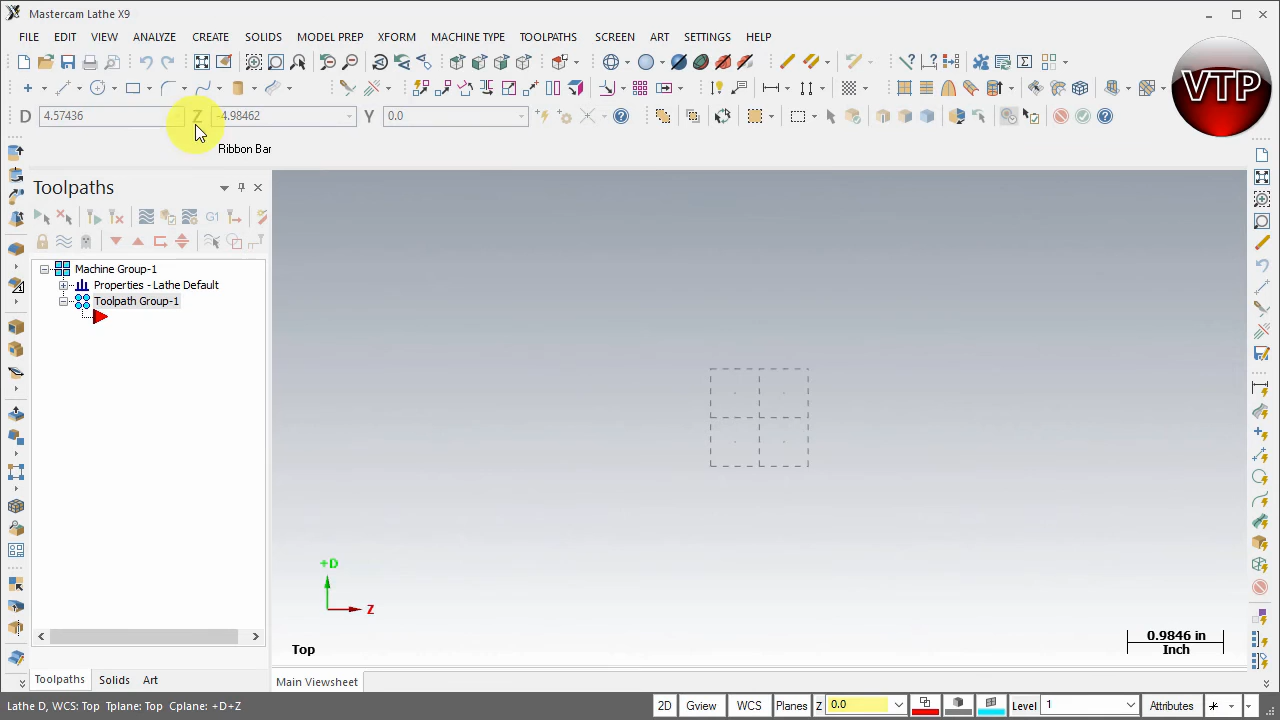 Mastercam Lathe X9
FILE EDIT VIEW ANALYZE CREATE SOLIDS MODEL PREP XFORM MACHINE TYPE TOOLPATHS SCREEN ART SETTINGS HELP
VTP
D 4.57436 Z -4.98462 Y 0.0
Ribbon Bar
Toolpaths
G1
Machine Group-1
Properties - Lathe Default
Toolpath Group-1
+D
Z
Top
0.9846 in
Inch
Toolpaths Solids Art
Main Viewsheet
Lathe D, WCS: Top Tplane: Top Cplane: +D+Z
2D Gview WCS Planes Z 0.0 Level 1 Attributes